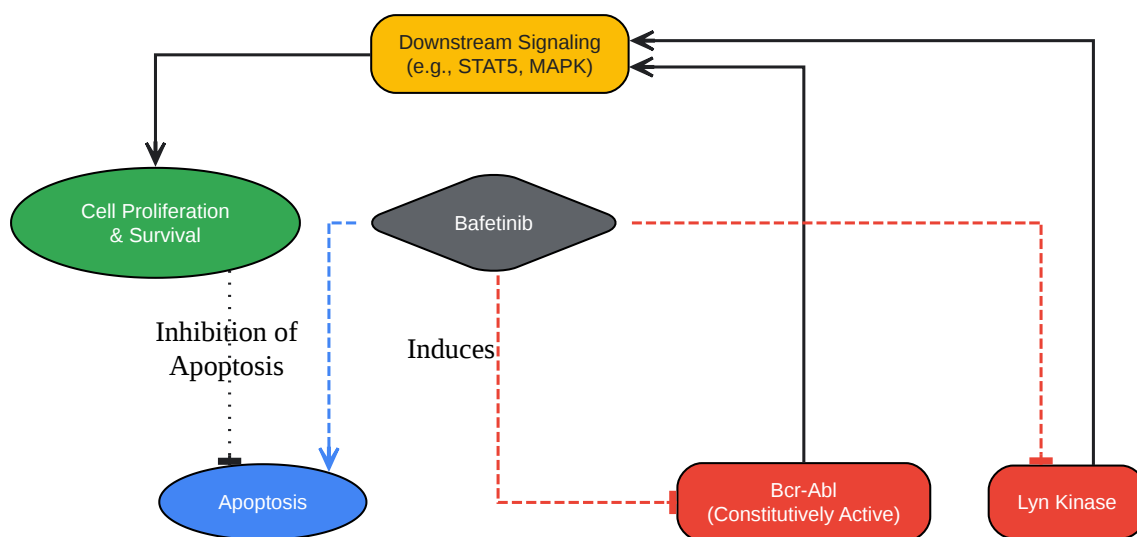 Downstream Signaling
(e.g., STAT5, MAPK)
Cell Proliferation
& Survival
Bafetinib
Inhibition of
Apoptosis
Induces
Apoptosis
Bcr-Abl
(Constitutively Active)
Lyn Kinase